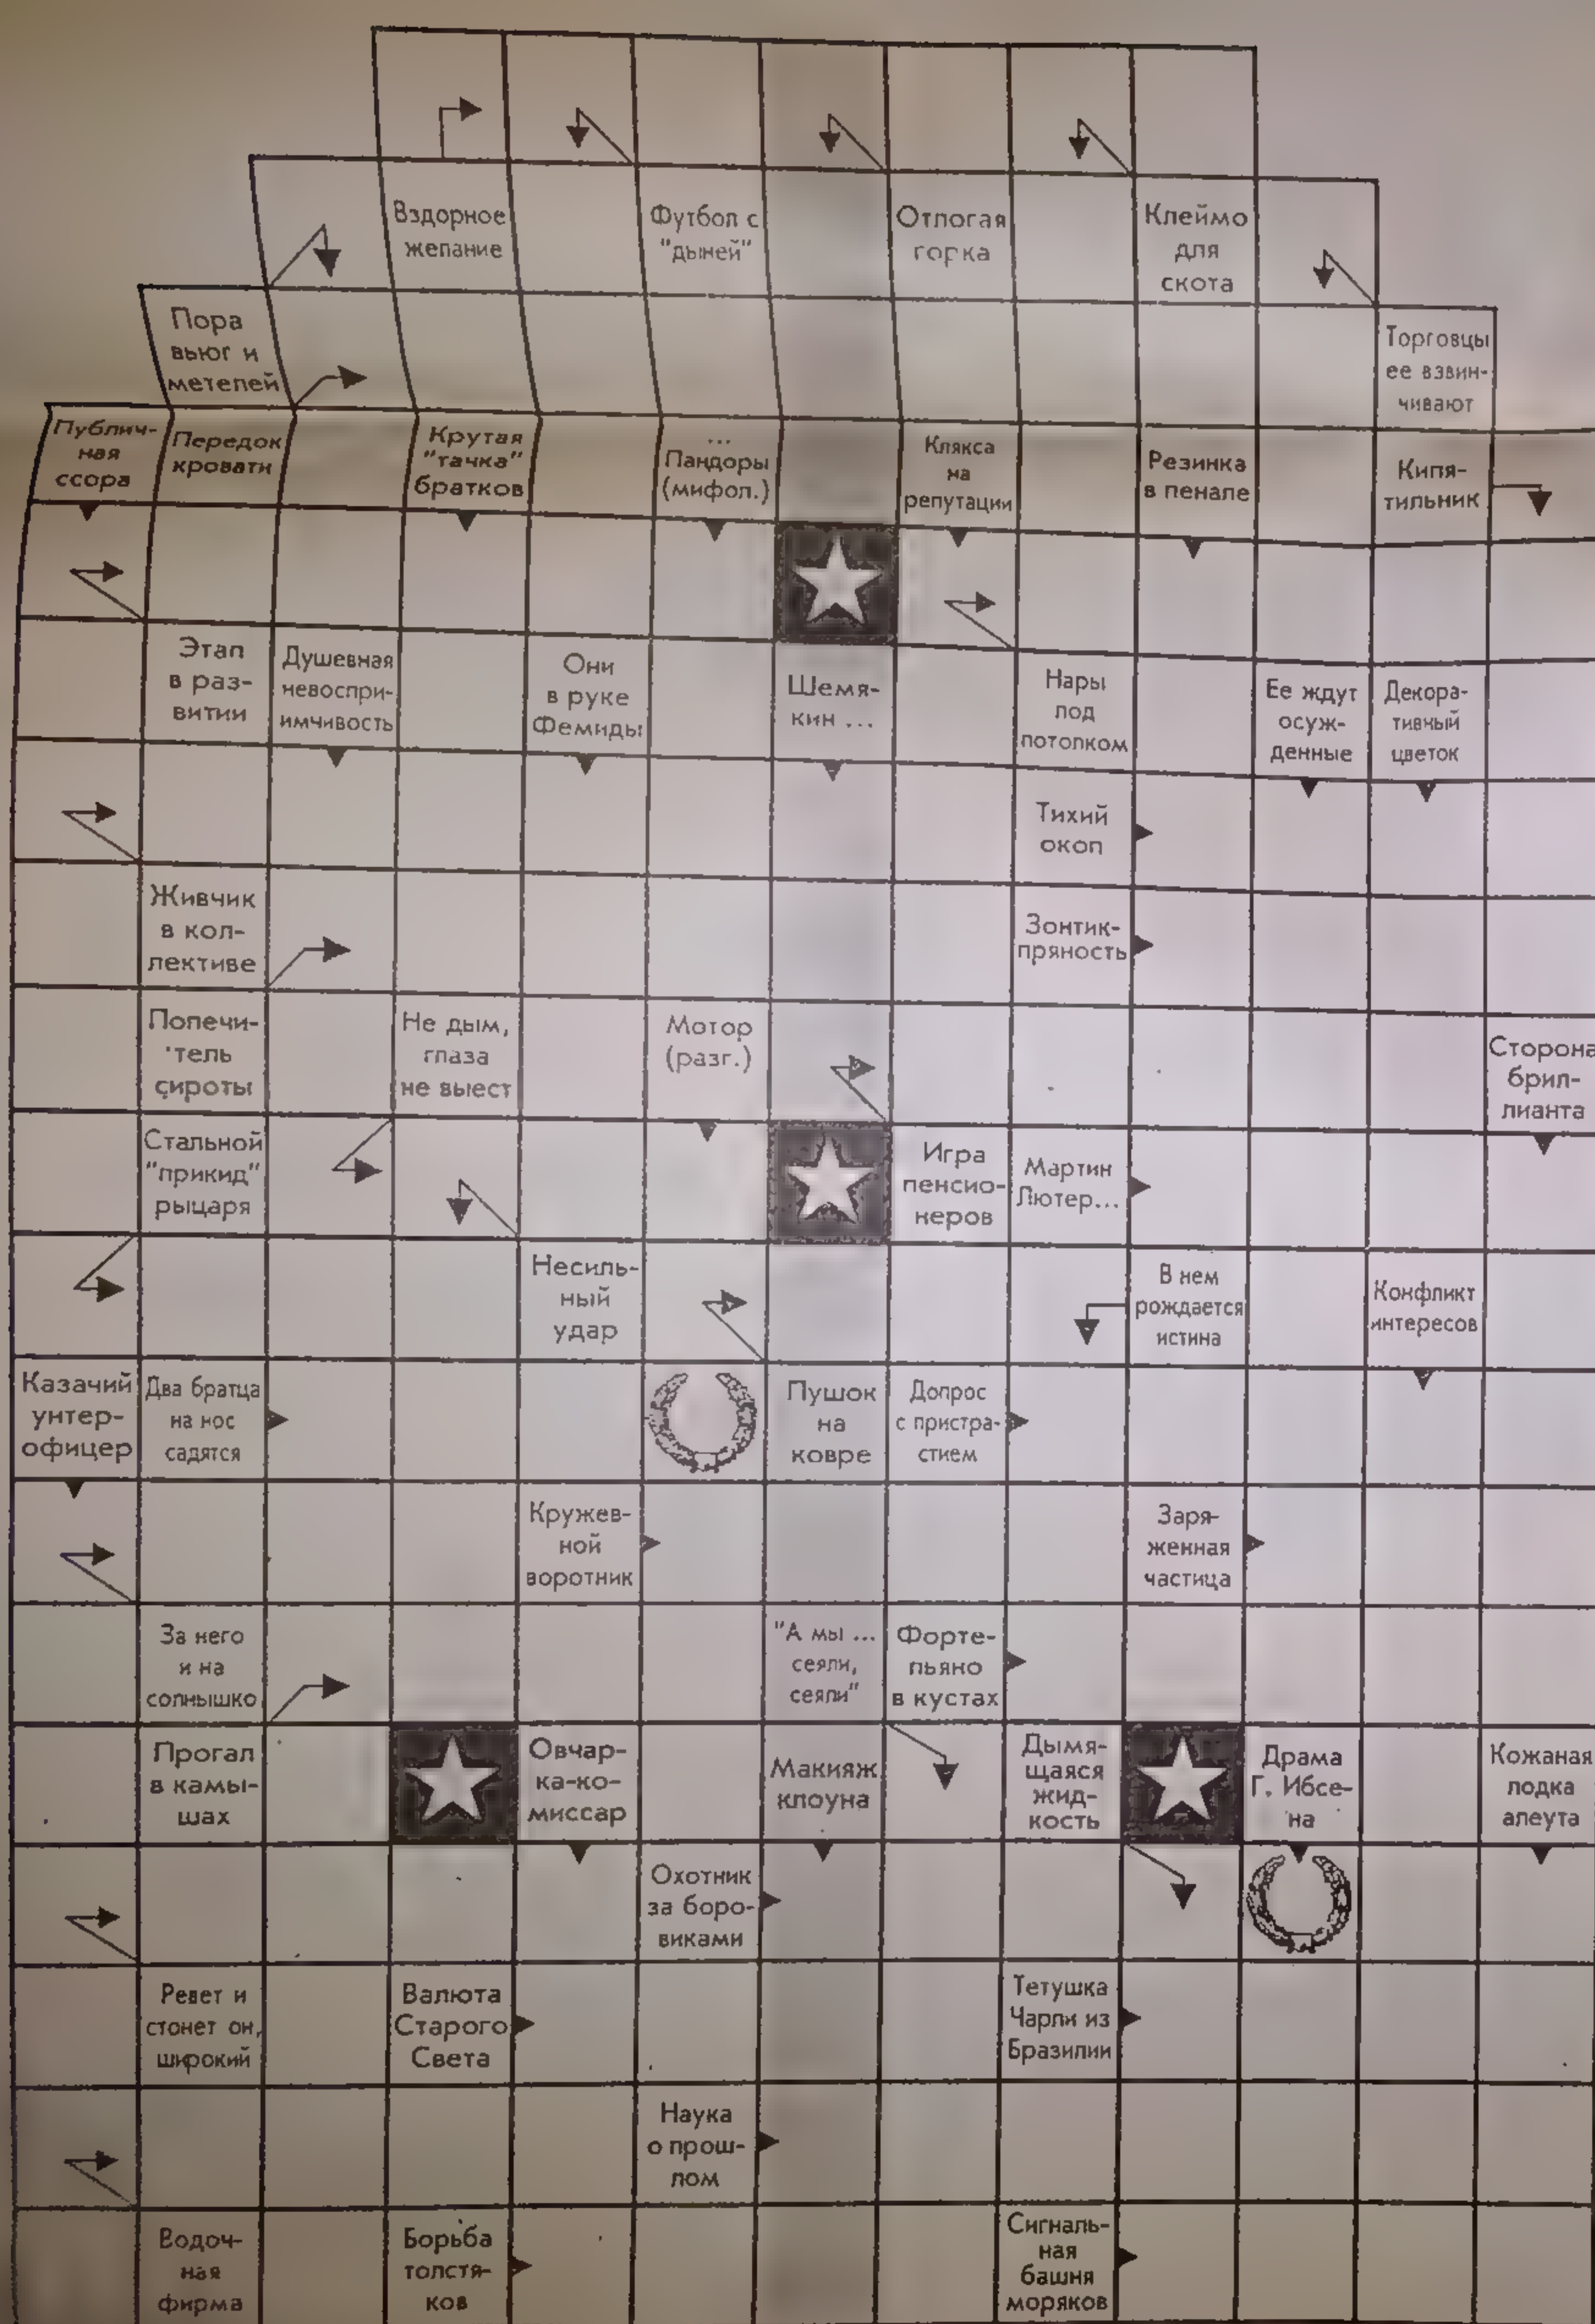 Вздорное
желание
Футбол с
"дыней"
Отлогая
горка
Клеймо
для
скота
Пора
вьюг и
метелей
Торговцы
ее взвин-
чивают
Публич-
ная
ссора
Передок
кровати
Крутая
"тачка"
братков
...
Пандоры
(мифол.)
Клякса
на
репутации
Резинка
в пенале
Кипя-
тильник
Этап
в раз-
витии
Душевная
невоспри-
имчивость
Они
в руке
Фемиды
Шемя-
кин ...
Нары
под
потолком
Ее ждут
осуж-
денные
Декора-
тивный
цветок
Тихий
окоп
Живчик
в кол-
лективе
Зонтик-
пряность
Попечи-
тель
сироты
Не дым,
глаза
не выест
Мотор
(разг.)
Сторона
брил-
лианта
Стальной
"прикид"
рыцаря
Игра
пенсио-
неров
Мартин
Лютер...
Несиль-
ный
удар
В нем
рождается
истина
Конфликт
интересов
Казачий
унтер-
офицер
Два братца
на нос
садятся
Пушок
на
ковре
Допрос
с пристра-
стием
Кружев-
ной
воротник
Заря-
женная
частица
За него
и на
солнышко
"А мы ...
сеяли,
сеяли"
Форте-
пьяно
в кустах
Прогал
в камы-
шах
Овчар-
ка-ко-
миссар
Макияж
клоуна
Дымя-
щаяся
жид-
кость
Драма
Г. Ибсе-
на
Кожаная
лодка
алеута
Охотник
за боро-
виками
Ревет и
стонет он,
широкий
Валюта
Старого
Света
Тетушка
Чарли из
Бразилии
Наука
о прош-
лом
Водоч-
ная
фирма
Борьба
толстя-
ков
Сигналь-
ная
башня
моряков